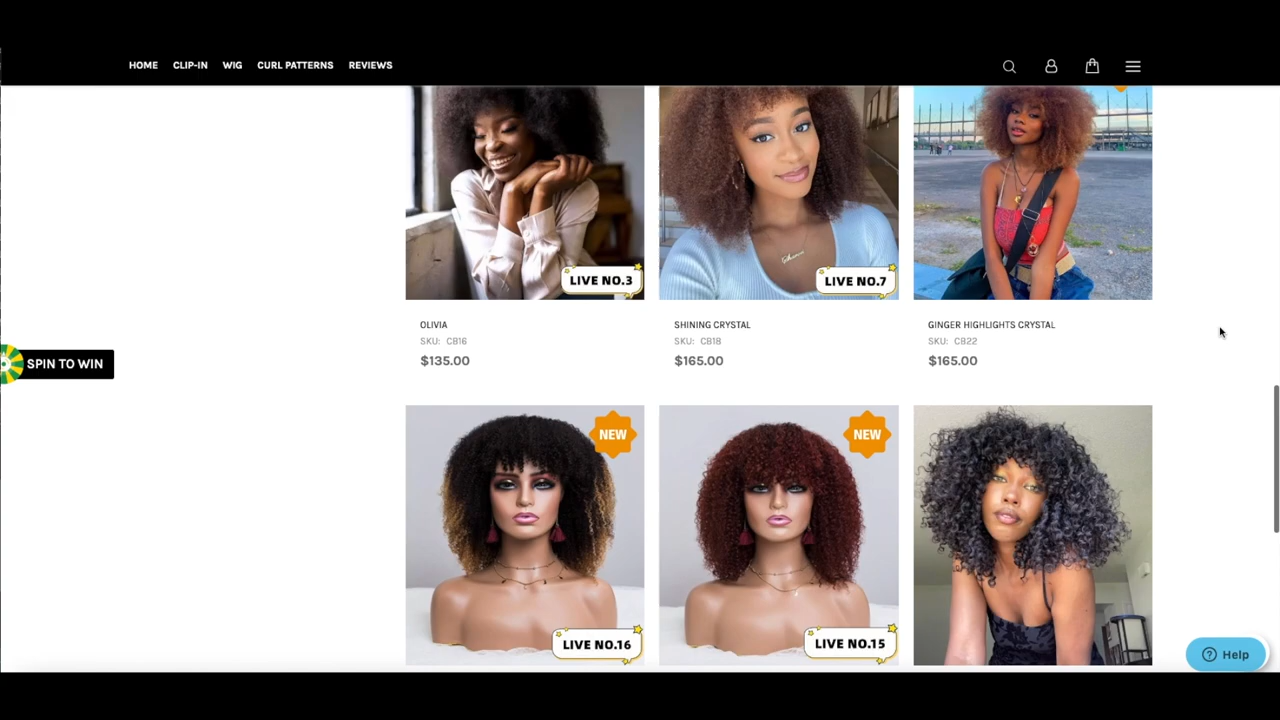 HOME CLIP-IN WIG CURL PATTERNS REVIEWS
LIVE NO.3
LIVE NO.7
OLIVIA
SKU: CB16
$135.00
SHINING CRYSTAL
SKU: CB18
$165.00
GINGER HIGHLIGHTS CRYSTAL
SKU: CB22
$165.00
SPIN TO WIN
NEW
LIVE NO.16
NEW
LIVE NO.15
Help